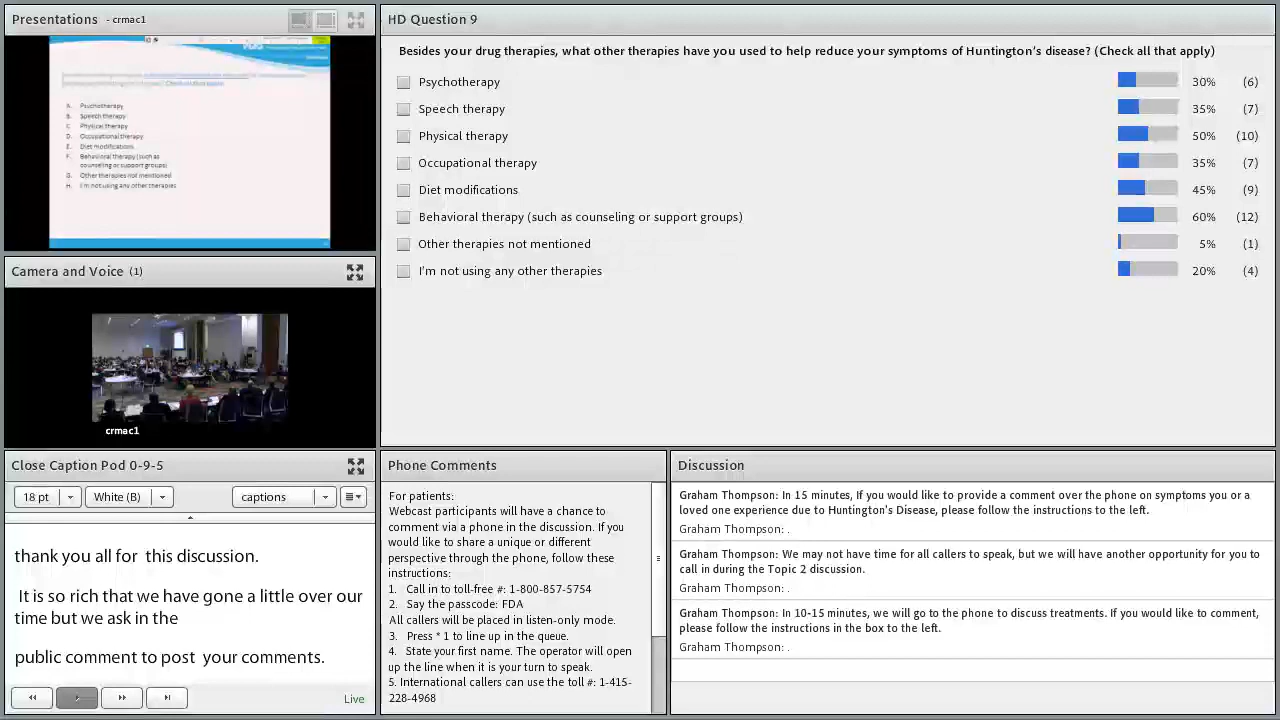 Presentations - crmac1
A. Psychotherapy
B. Speech therapy
C. Physical therapy
D. Occupational therapy
E. Diet modifications
F. Behavioral therapy (such as
counseling or support groups)
G. Other therapies not mentioned
H. I'm not using any other therapies
Camera and Voice (1)
crmac1
Close Caption Pod 0-9-5
18 pt White (B) captions
thank you all for this discussion.
It is so rich that we have gone a little over our
time but we ask in the
public comment to post your comments.
Live
HD Question 9
Besides your drug therapies, what other therapies have you used to help reduce your symptoms of Huntington's disease? (Check all that apply)
Psychotherapy 30% (6)
Speech therapy 35% (7)
Physical therapy 50% (10)
Occupational therapy 35% (7)
Diet modifications 45% (9)
Behavioral therapy (such as counseling or support groups) 60% (12)
Other therapies not mentioned 5% (1)
I'm not using any other therapies 20% (4)
Phone Comments
For patients:
Webcast participants will have a chance to
comment via a phone in the discussion. If you
would like to share a unique or different
perspective through the phone, follow these
instructions:
1. Call in to toll-free #: 1-800-857-5754
2. Say the passcode: FDA
All callers will be placed in listen-only mode.
3. Press * 1 to line up in the queue.
4. State your first name. The operator will open
up the line when it is your turn to speak.
5. International callers can use the toll #: 1-415-
228-4968
Discussion
Graham Thompson: In 15 minutes, If you would like to provide a comment over the phone on symptoms you or a
loved one experience due to Huntington's Disease, please follow the instructions to the left.
Graham Thompson: .
Graham Thompson: We may not have time for all callers to speak, but we will have another opportunity for you to
call in during the Topic 2 discussion.
Graham Thompson: .
Graham Thompson: In 10-15 minutes, we will go to the phone to discuss treatments. If you would like to comment,
please follow the instructions in the box to the left.
Graham Thompson: .